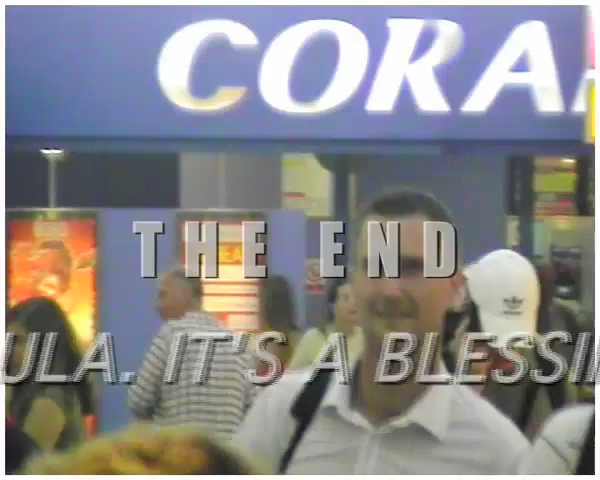 CORA
THE END
ULA. IT'S A BLESSI